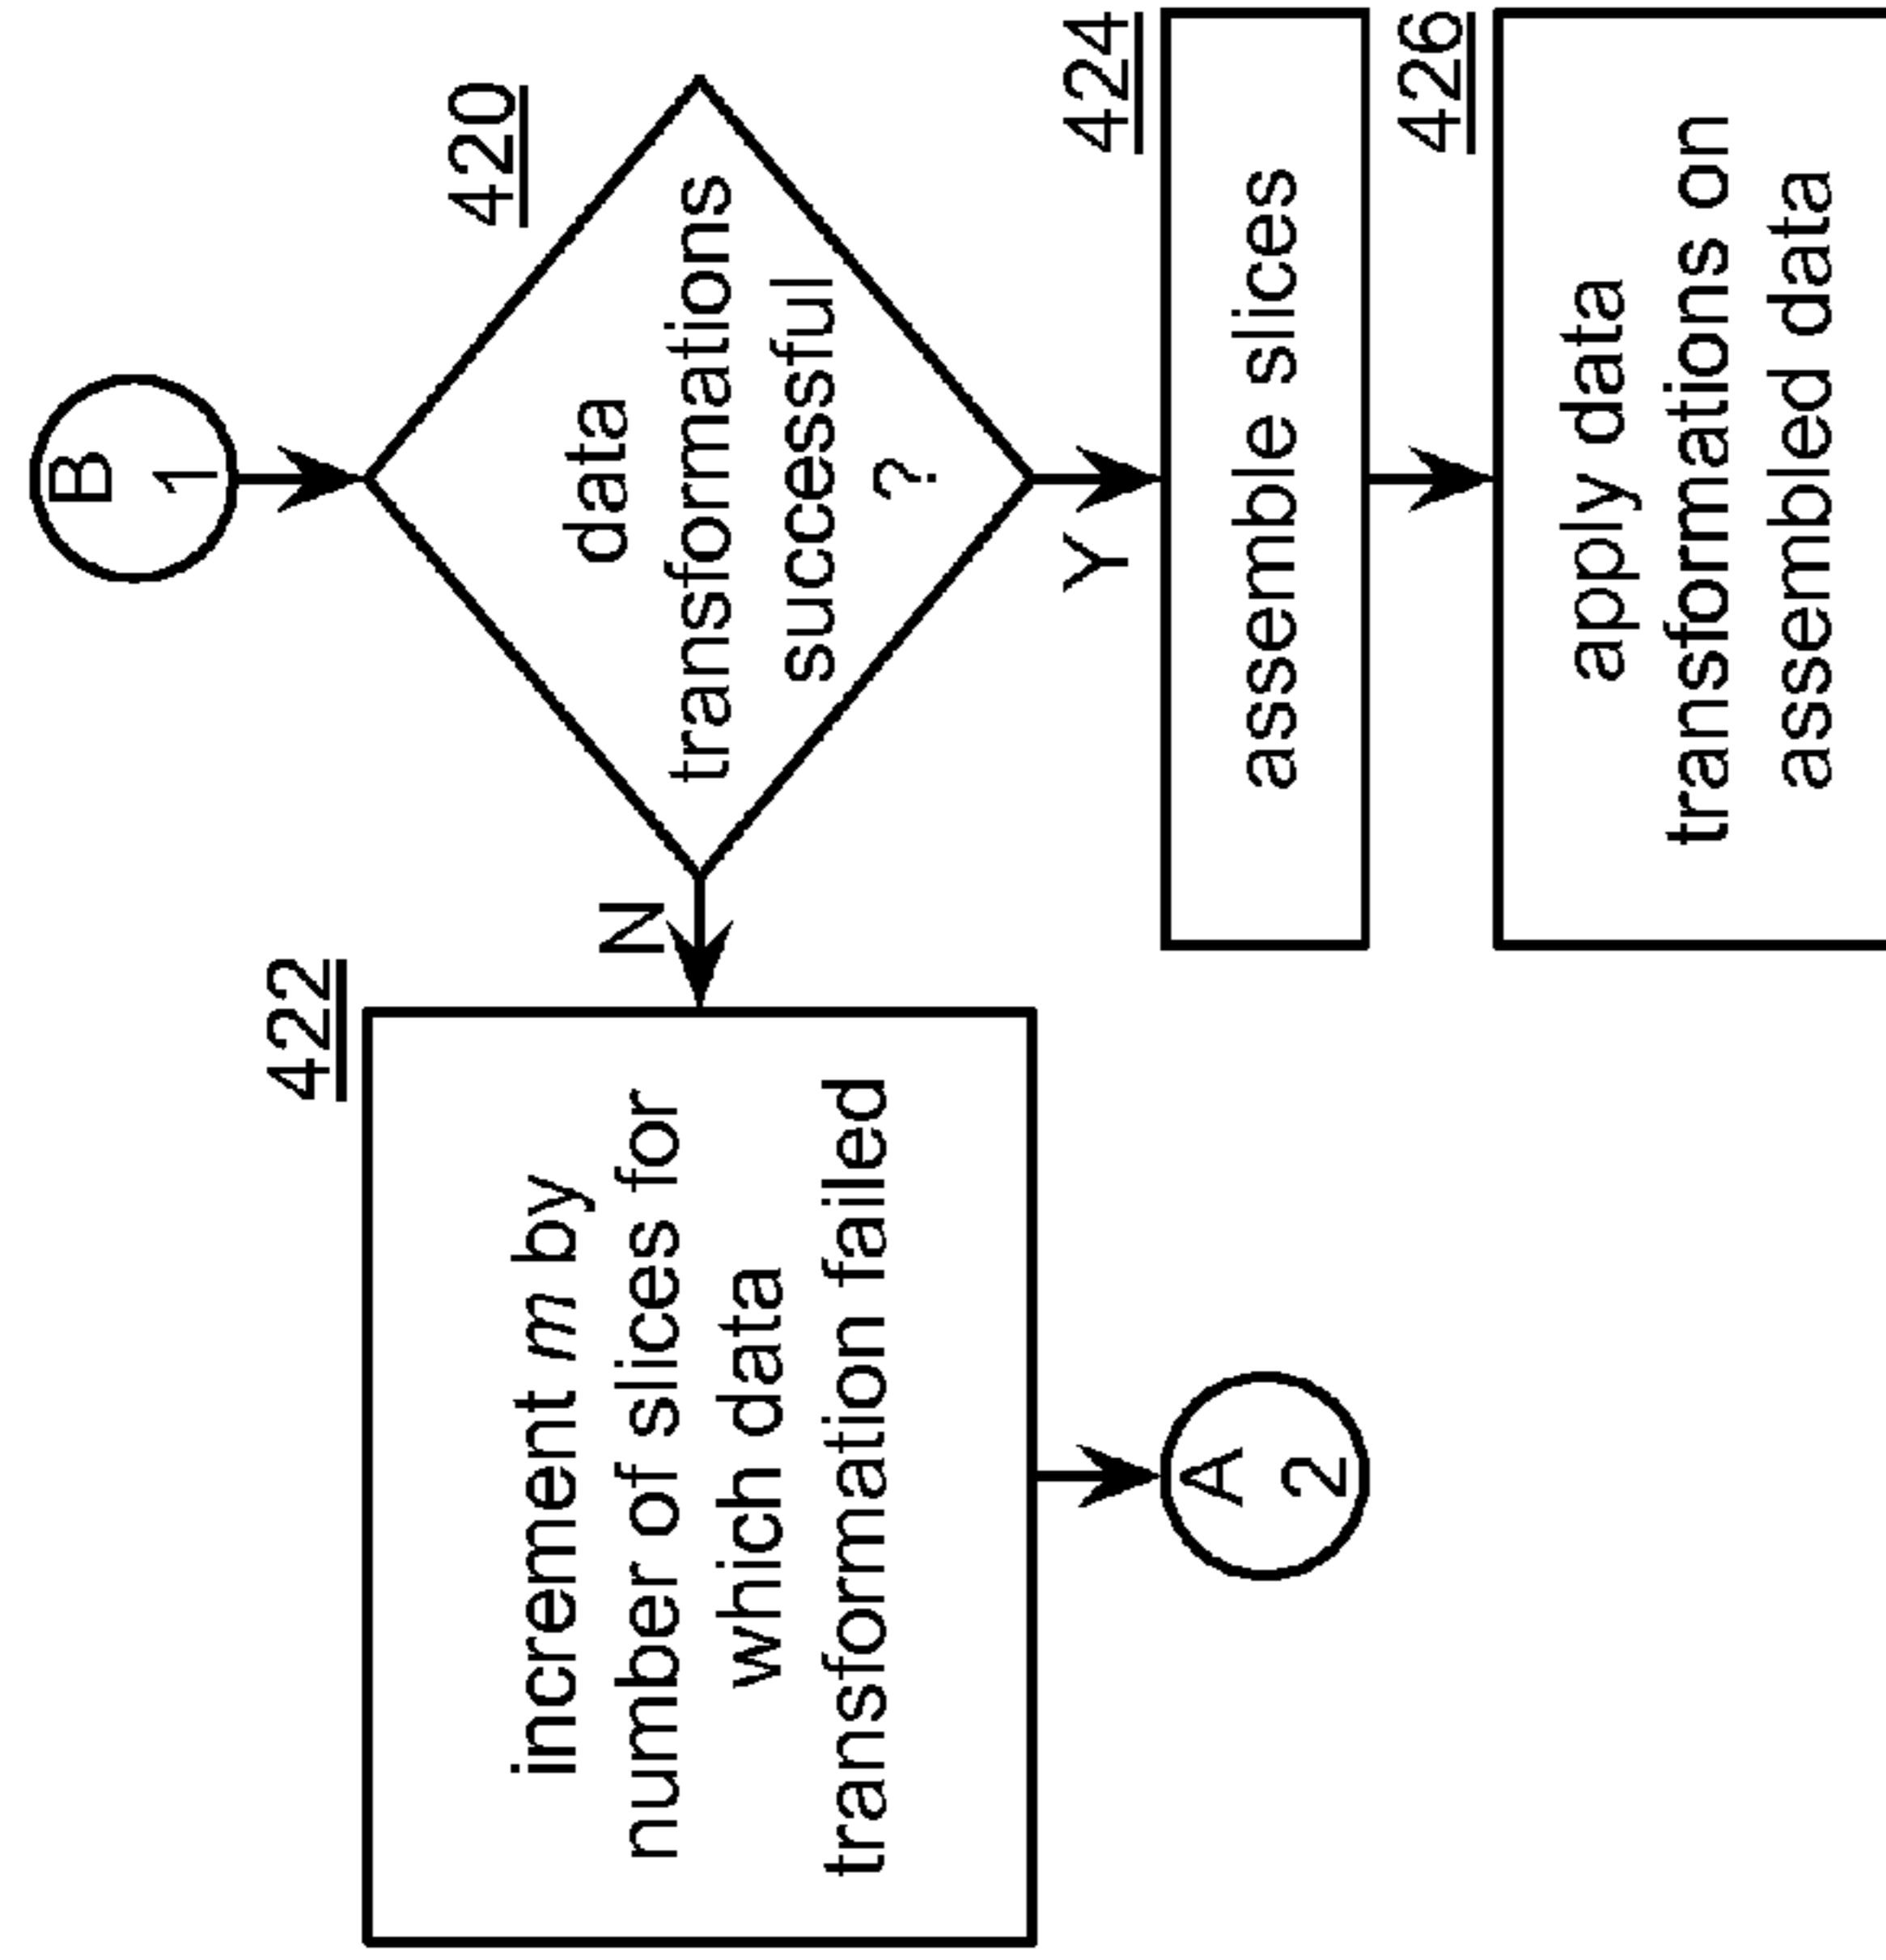 B
1
420
data
transformations
successful
?
N
Y
422
increment m by
number of slices for
which data
transformation failed
A
2
424
assemble slices
426
apply data
transformations on
assembled data